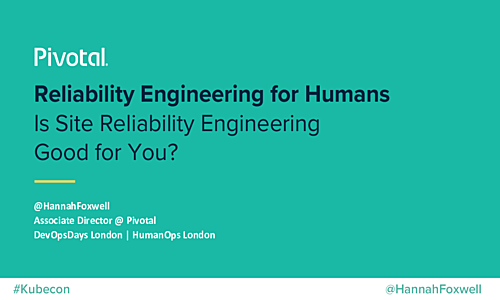 Pivotal.
Reliability Engineering for Humans
Is Site Reliability Engineering
Good for You?
@HannahFoxwell
Associate Director @ Pivotal
DevOpsDays London | HumanOps London
#Kubecon
@HannahFoxwell